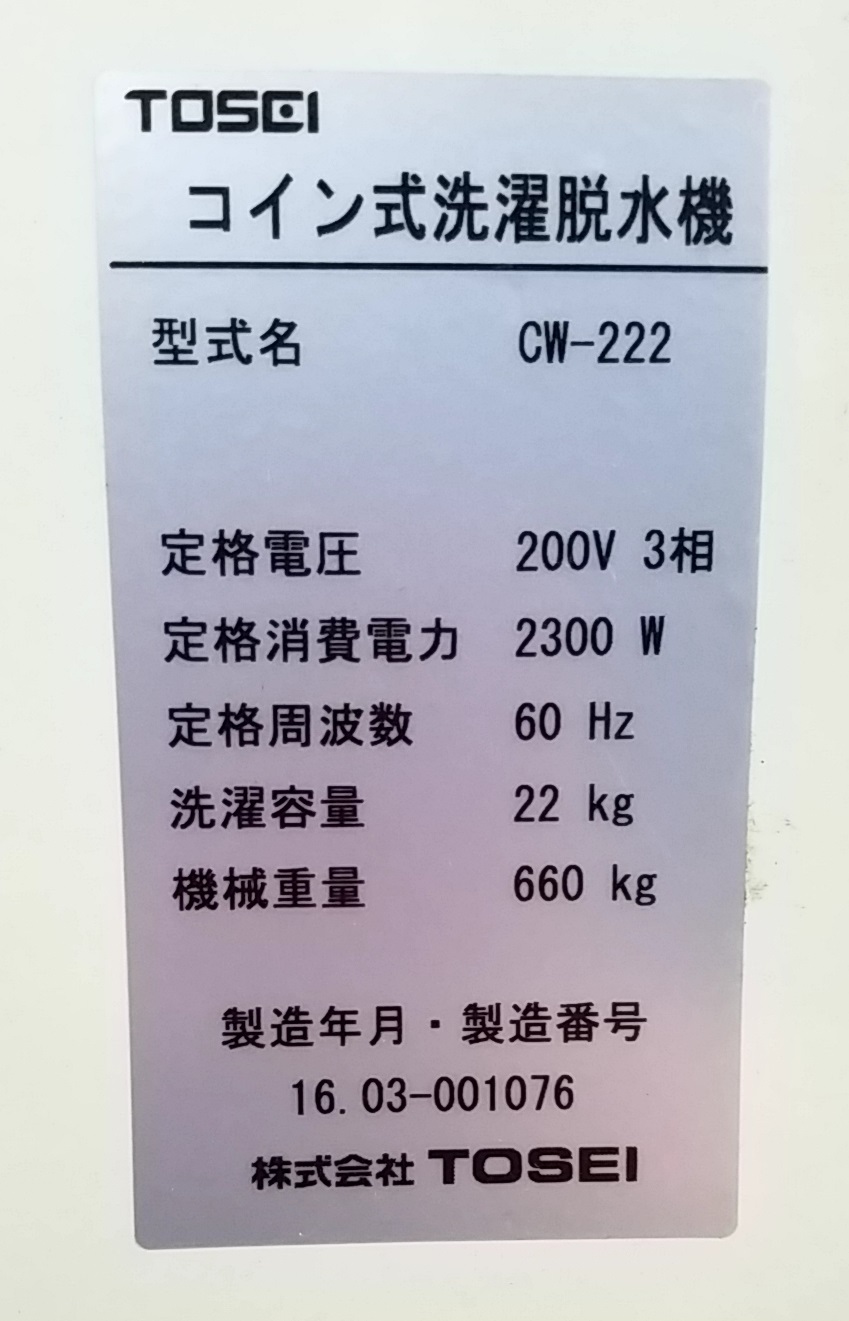 TOSEI
コイン式洗濯脱水機
型式名 CW-222
定格電圧 200V 3相
定格消費電力 2300 W
定格周波数 60 Hz
洗濯容量 22 kg
機械重量 660 kg
製造年月・製造番号
16.03-001076
株式会社 TOSEI